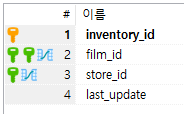 # 이름
1 inventory_id
2 film_id
3 store_id
4 last_update